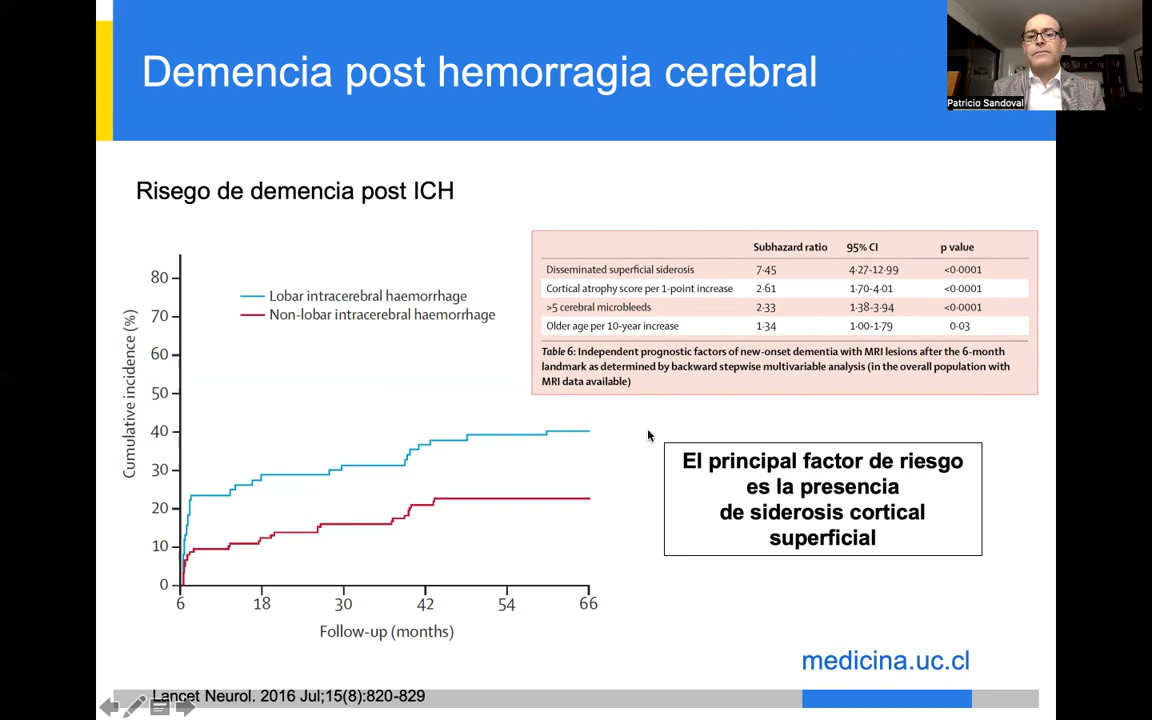 Demencia post hemorragia cerebral
Patricio Sandoval
Risego de demencia post ICH
Cumulative incidence (%)
80
70
60
50
40
30
20
10
0
Lobar intracerebral haemorrhage
Non-lobar intracerebral haemorrhage
6 18 30 42 54 66
Follow-up (months)
Subhazard ratio 95% CI p value
Disseminated superficial siderosis 7·45 4·27-12·99 <0·0001
Cortical atrophy score per 1-point increase 2·61 1·70-4·01 <0·0001
>5 cerebral microbleeds 2·33 1·38-3·94 <0·0001
Older age per 10-year increase 1·34 1·00-1·79 0·03
Table 6: Independent prognostic factors of new-onset dementia with MRI lesions after the 6-month
landmark as determined by backward stepwise multivariable analysis (in the overall population with
MRI data available)
El principal factor de riesgo
es la presencia
de siderosis cortical
superficial
medicina.uc.cl
Lancet Neurol. 2016 Jul;15(8):820-829